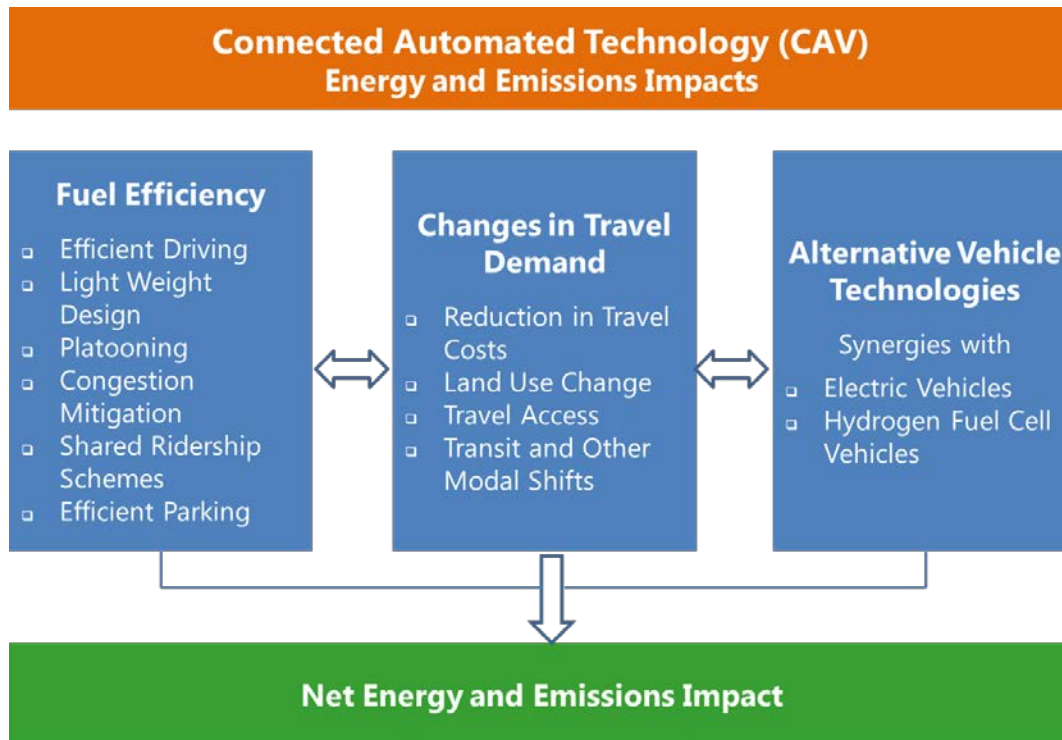 Connected Automated Technology (CAV)
Energy and Emissions Impacts
Fuel Efficiency
Efficient Driving
Light Weight
Design
Platooning
Congestion
Mitigation
Shared Ridership
Schemes
Efficient Parking
Changes in Travel
Demand
Reduction in Travel
Costs
Land Use Change
Travel Access
Transit and Other
Modal Shifts
Alternative Vehicle
Technologies
Synergies with
Electric Vehicles
Hydrogen Fuel Cell
Vehicles
Net Energy and Emissions Impact